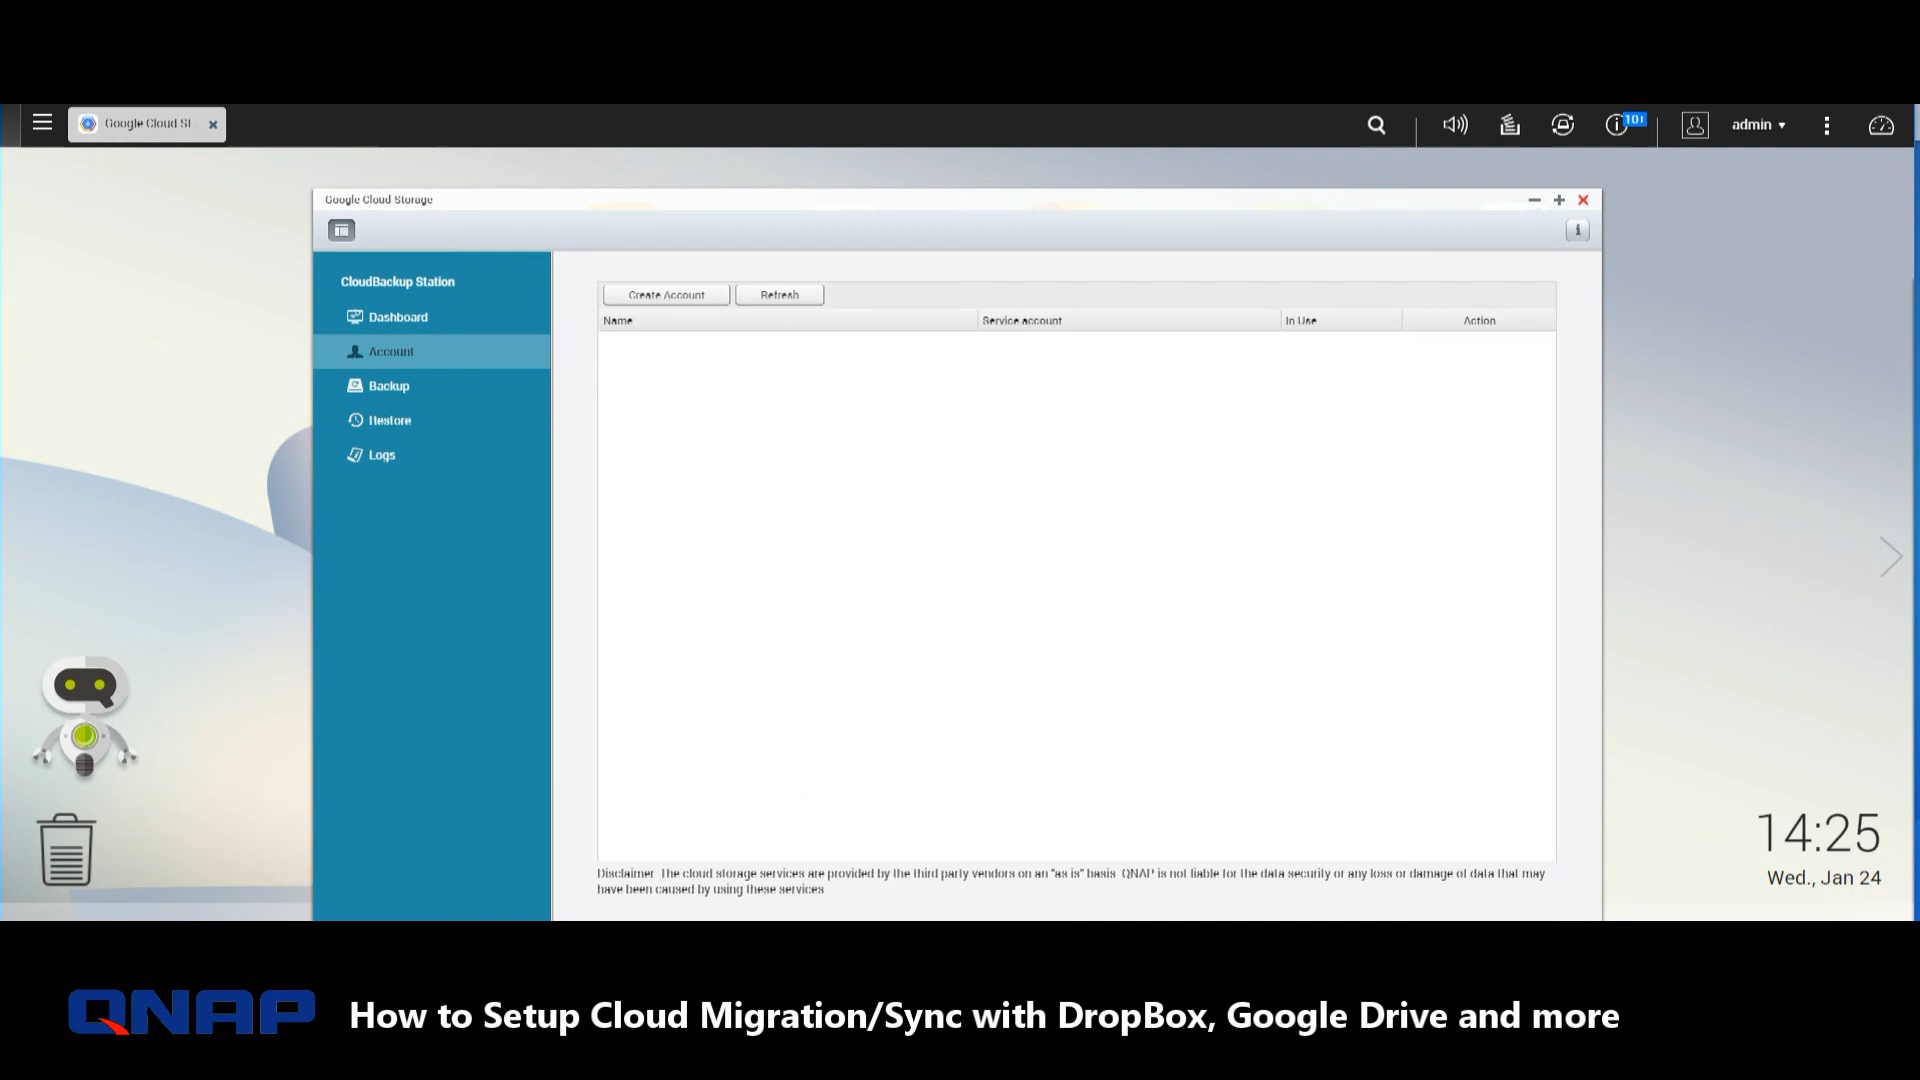 Google Cloud St...
10+
admin
Google Cloud Storage
CloudBackup Station
Dashboard
Account
Backup
Restore
Logs
Create Account
Refresh
Name
Service account
In Use
Action
Disclaimer: The cloud storage services are provided by the third party vendors on an "as is" basis. QNAP is not liable for the data security or any loss or damage of data that may
have been caused by using these services.
14:25
Wed., Jan 24
QNAP
How to Setup Cloud Migration/Sync with DropBox, Google Drive and more